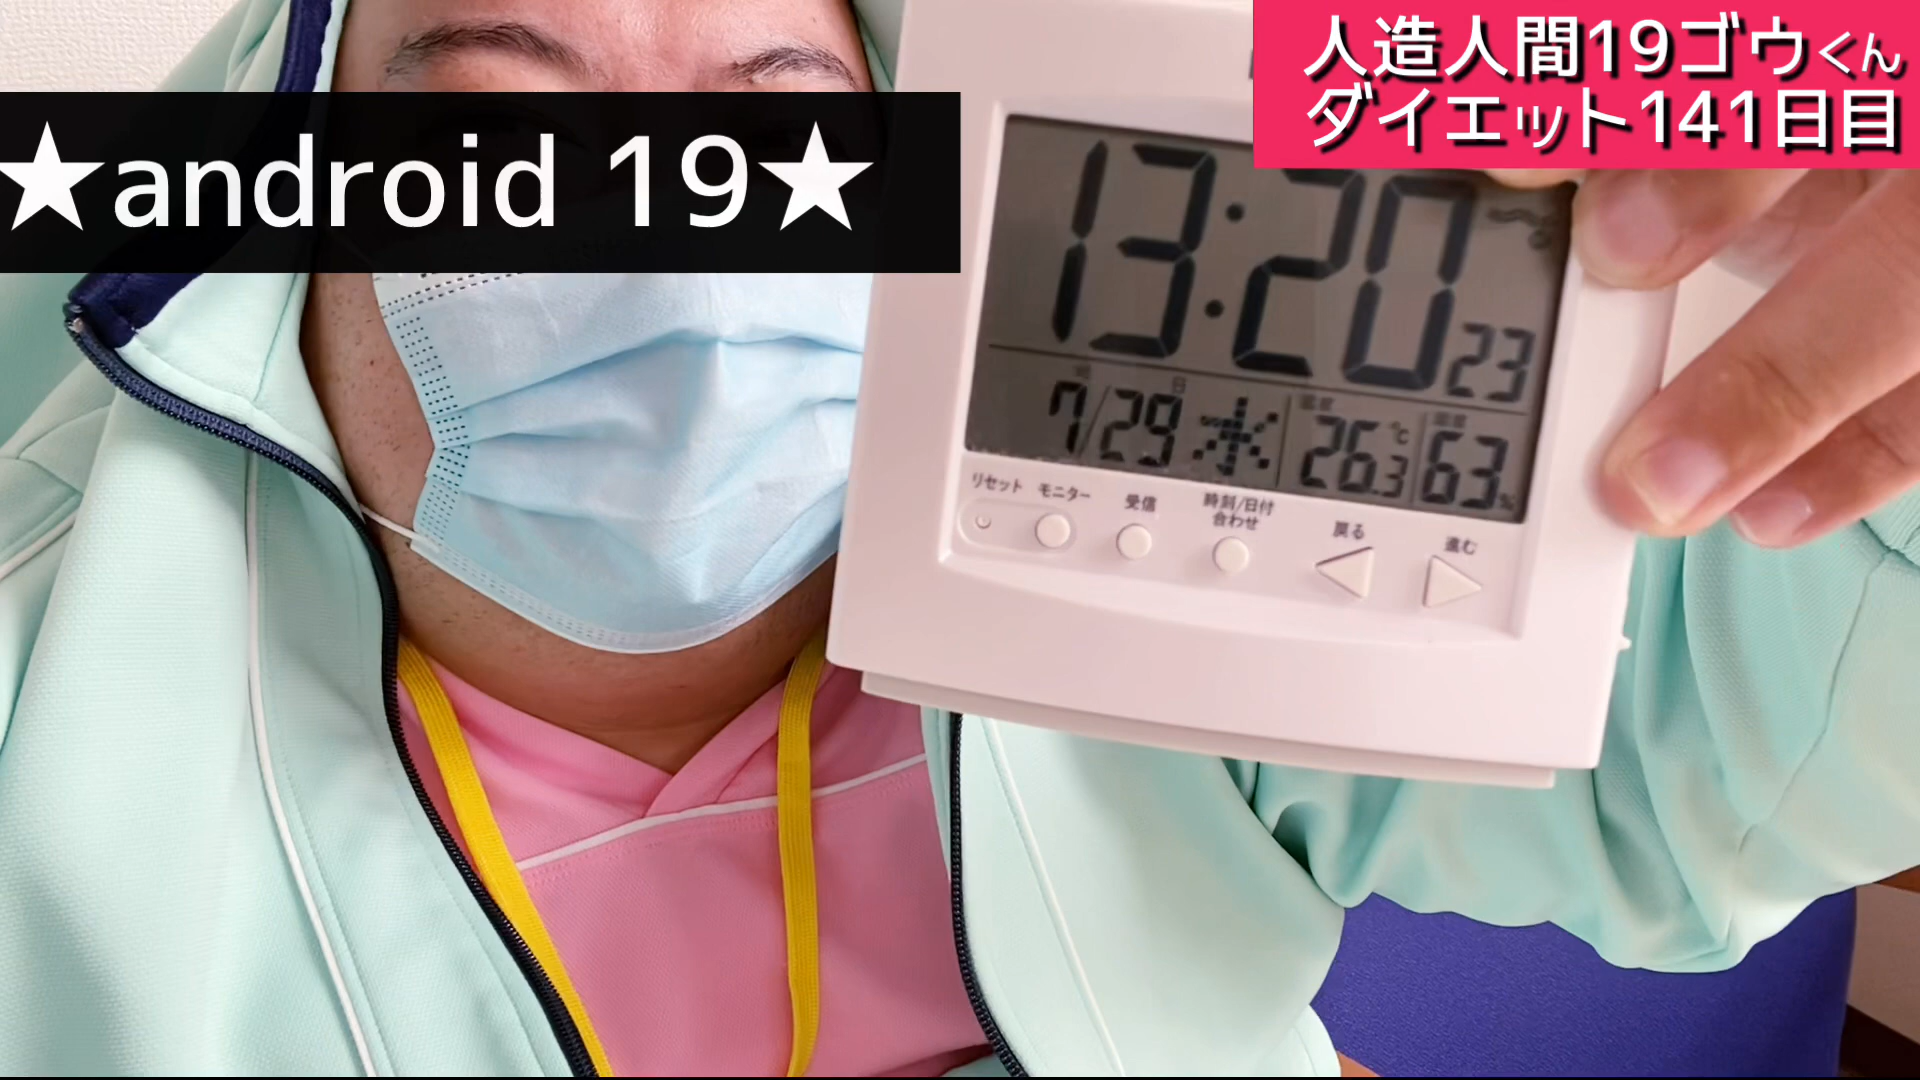 人造人間19ゴウくん
ダイエット141日目
★android 19★
13:20 23
7/29 水 26.3℃ 63%
リセット モニター 受信 時刻/日付 合わせ 戻る 進む